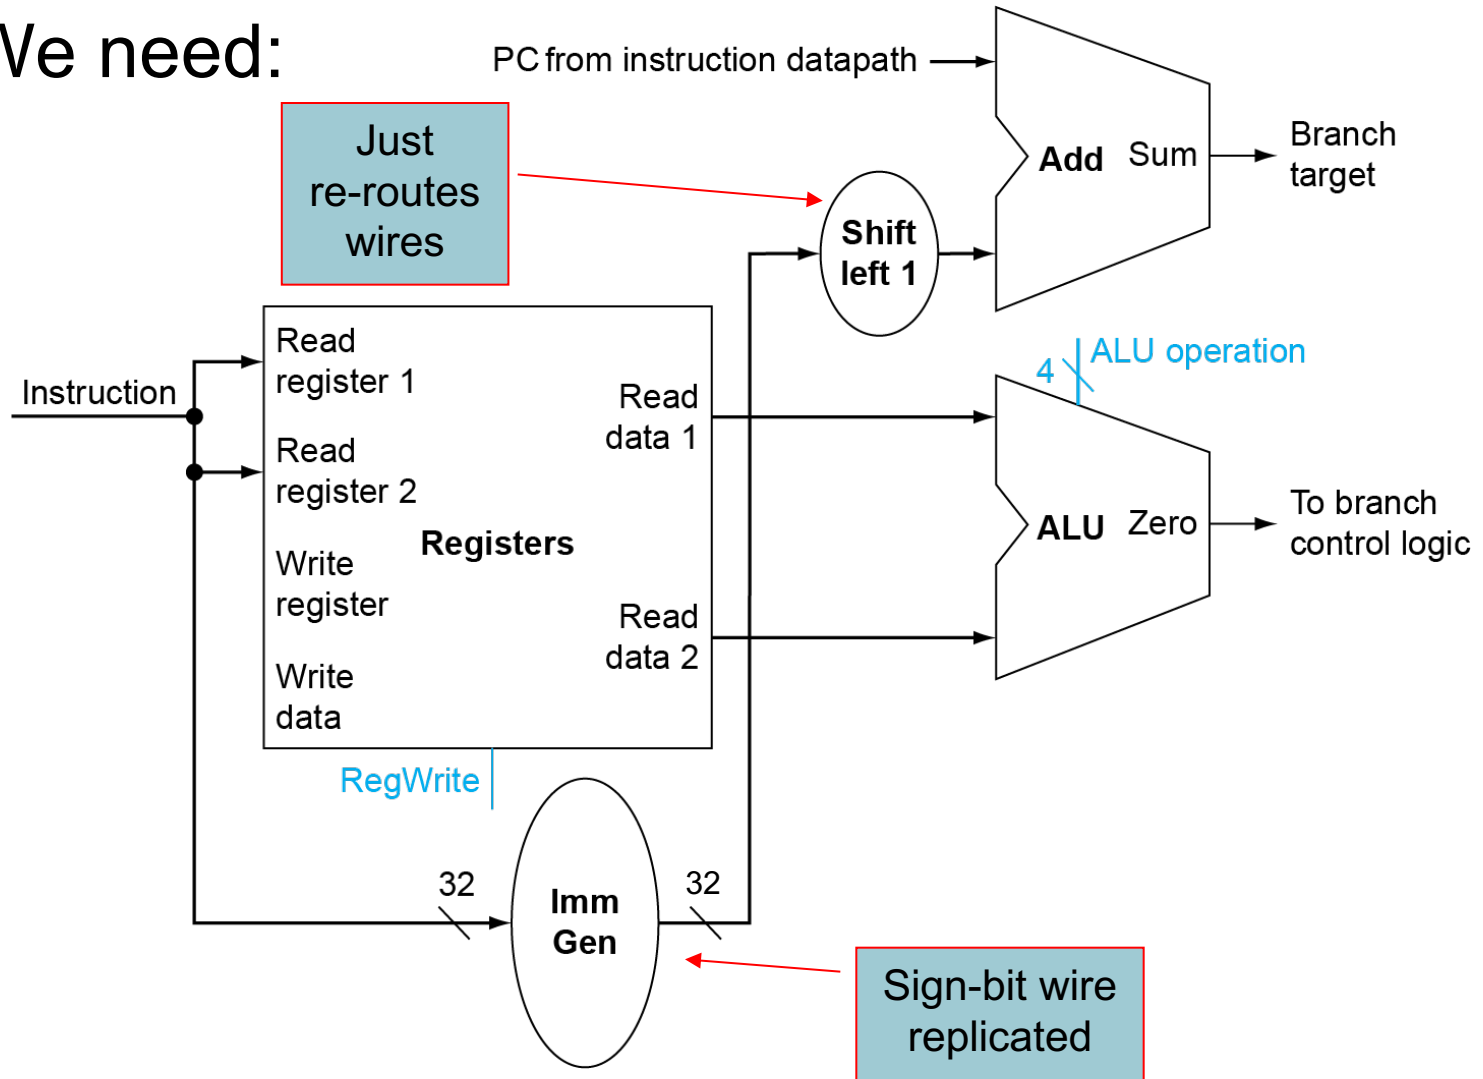 We need:
PC from instruction datapath
Just
re-routes
wires
Add
Sum
Branch
target
Shift
left 1
Instruction
Read
register 1
Read
register 2
Write
register
Write
data
Registers
Read
data 1
Read
data 2
RegWrite
4
ALU operation
ALU
Zero
To branch
control logic
32
Imm
Gen
32
Sign-bit wire
replicated